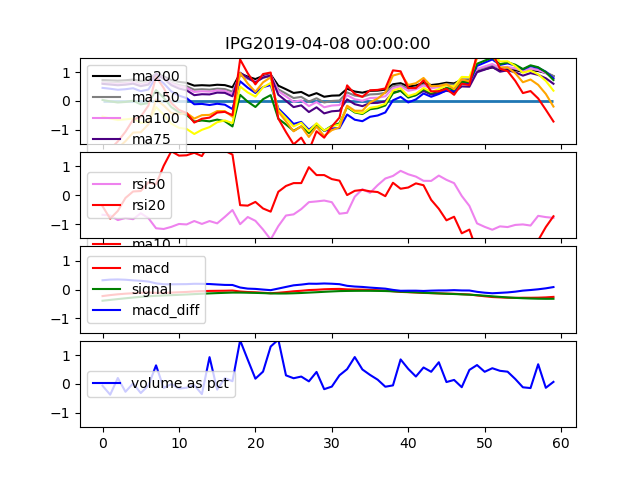 IPG2019-04-08 00:00:00
1
0
−1
ma200
ma150
ma100
ma75
1
0
−1
rsi50
rsi20
ma10
1
0
−1
macd
signal
macd_diff
1
0
−1
volume as pct
0 10 20 30 40 50 60